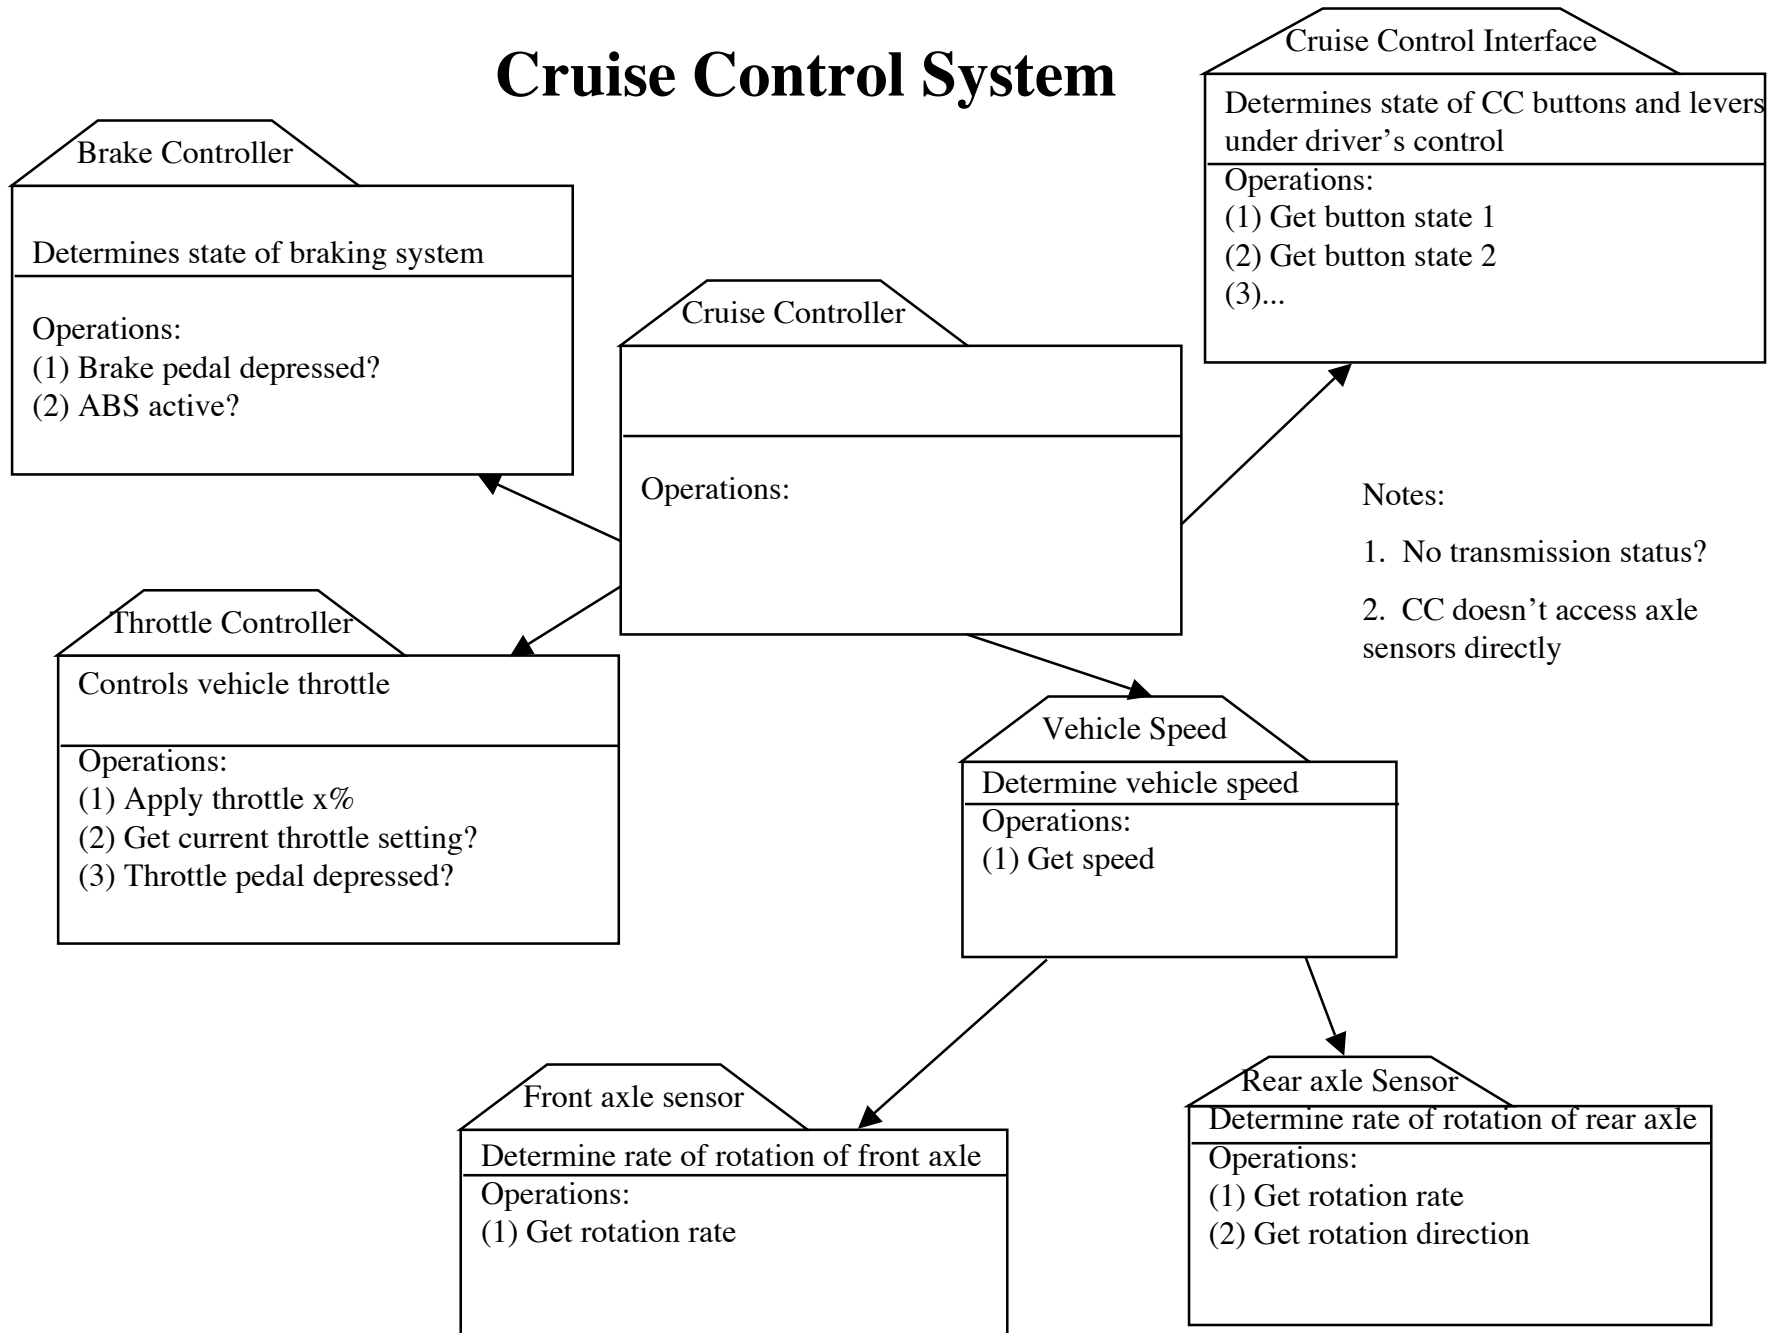 Cruise Control System
Cruise Control Interface
Determines state of CC buttons and levers
under driver’s control
Operations:
(1) Get button state 1
(2) Get button state 2
(3)...
Brake Controller
Determines state of braking system
Operations:
(1) Brake pedal depressed?
(2) ABS active?
Cruise Controller
Operations:
Notes:
1.  No transmission status?
2.  CC doesn’t access axle
sensors directly
Throttle Controller
Controls vehicle throttle
Operations:
(1) Apply throttle x%
(2) Get current throttle setting?
(3) Throttle pedal depressed?
Vehicle Speed
Determine vehicle speed
Operations:
(1) Get speed
Front axle sensor
Determine rate of rotation of front axle
Operations:
(1) Get rotation rate
Rear axle Sensor
Determine rate of rotation of rear axle
Operations:
(1) Get rotation rate
(2) Get rotation direction